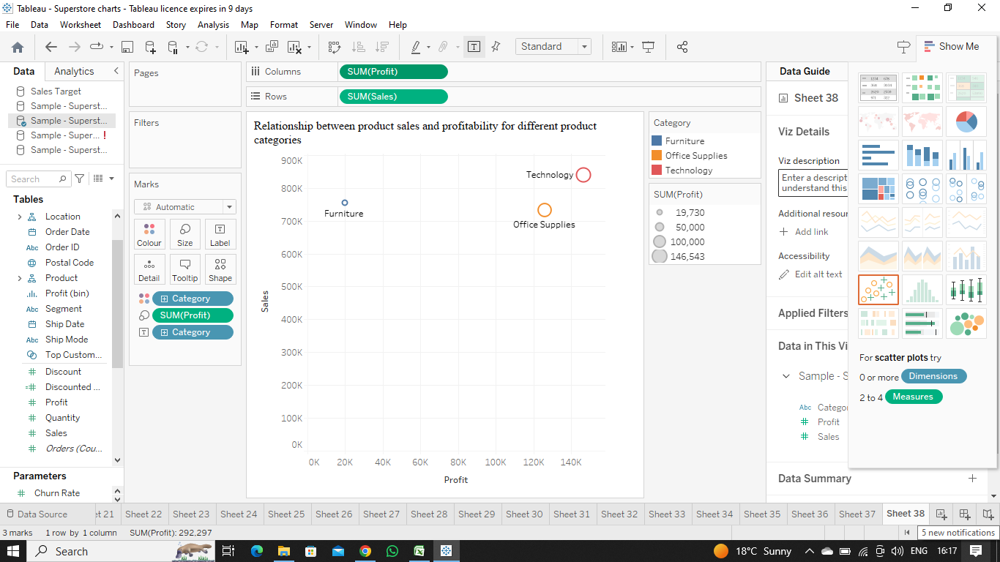 Tableau - Superstore charts - Tableau licence expires in 9 days
File Data Worksheet Dashboard Story Analysis Map Format Server Window Help
Standard
Show Me
Data Analytics
Sales Target
Sample - Superst...
Sample - Superst...
Sample - Super... !
Sample - Superst...
Search
Tables
Location
Order Date
Abc Order ID
Postal Code
Product
Profit (bin)
Abc Segment
Ship Date
Abc Ship Mode
Top Custom...
Discount
Discounted ...
Profit
Quantity
Sales
Orders (Cou...
Parameters
Churn Rate
Pages
Filters
Marks
Automatic
Colour Size Label
Detail Tooltip Shape
Category
SUM(Profit)
Category
Columns SUM(Profit)
Rows SUM(Sales)
Relationship between product sales and profitability for different product
categories
900K
800K
700K
600K
500K
400K
300K
200K
100K
0K
Sales
Technology
Furniture
Office Supplies
0K 20K 40K 60K 80K 100K 120K 140K
Profit
Category
Furniture
Office Supplies
Technology
SUM(Profit)
19,730
50,000
100,000
146,543
Data Guide
Sheet 38
Viz Details
Viz description
Enter a descript
understand this
Additional resour
Add link
Accessibility
Edit alt text
Applied Filters
Data in This Vi
Sample - S
Abc Categor
Profit
Sales
Data Summary
For scatter plots try
0 or more Dimensions
2 to 4 Measures
Data Source et 21 Sheet 22 Sheet 23 Sheet 24 Sheet 25 Sheet 26 Sheet 27 Sheet 28 Sheet 29 Sheet 30 Sheet 31 Sheet 32 Sheet 33 Sheet 34 Sheet 35 Sheet 36 Sheet 37 Sheet 38
3 marks 1 row by 1 column SUM(Profit): 292,297
5 new notifications
Search
18°C Sunny
ENG 16:17